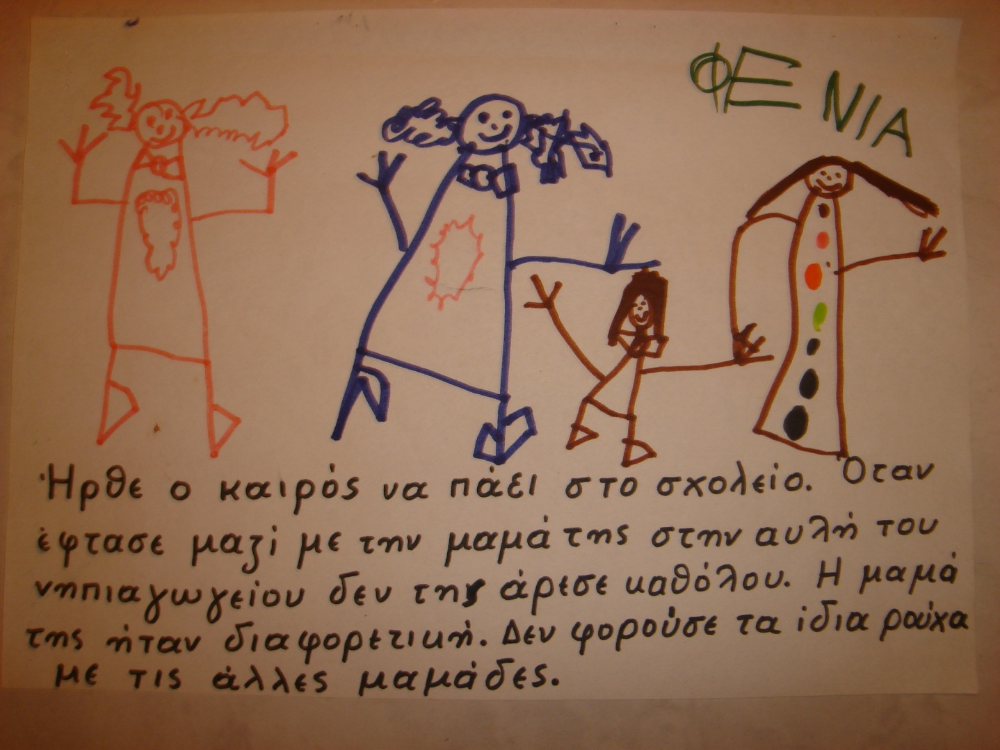 ΦΕΝΙΑ
Ήρθε ο καιρός να πάει στο σχολείο. Όταν
έφτασε μαζί με την μαμά της στην αυλή του
νηπιαγωγείου δεν της άρεσε καθόλου. Η μαμά
της ήταν διαφορετική. Δεν φορούσε τα ίδια ρούχα
με τις άλλες μαμάδες.